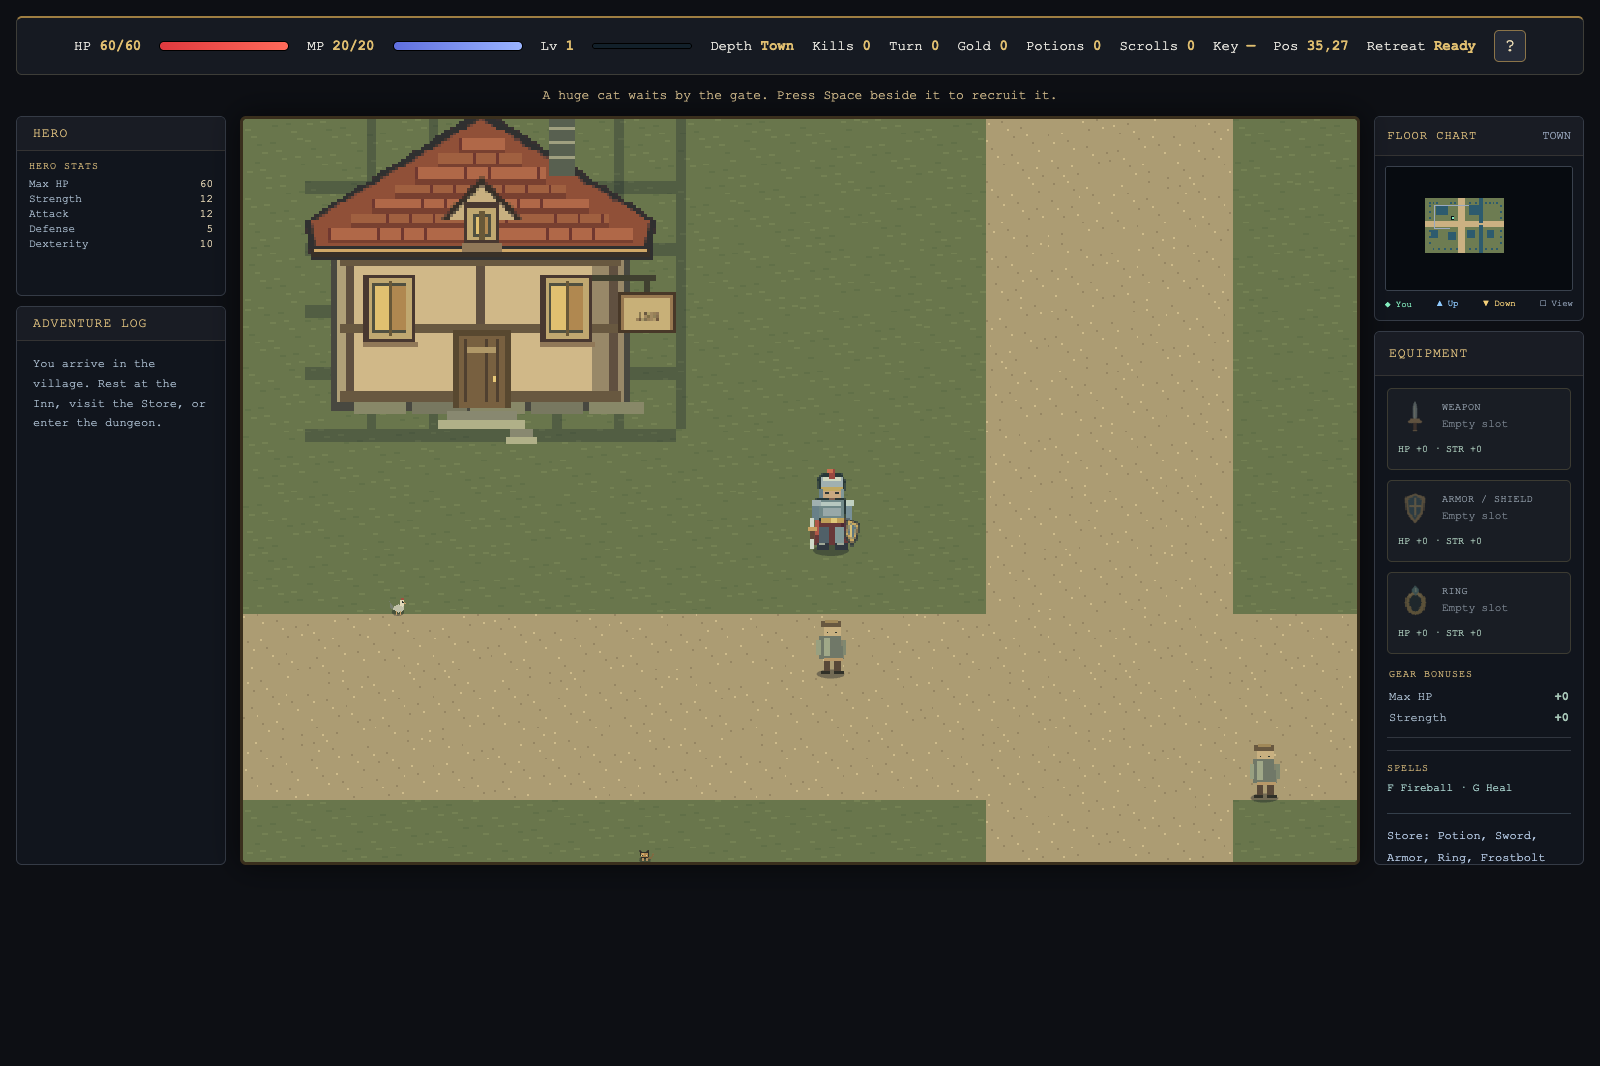 HP 60/60 MP 20/20 Lv 1 Depth Town Kills 0 Turn 0 Gold 0 Potions 0 Scrolls 0 Key — Pos 35,27 Retreat Ready ?
A huge cat waits by the gate. Press Space beside it to recruit it.
HERO
HERO STATS
Max HP 60
Strength 12
Attack 12
Defense 5
Dexterity 10
ADVENTURE LOG
You arrive in the
village. Rest at the
Inn, visit the Store, or
enter the dungeon.
FLOOR CHART TOWN
◆ You ▲ Up ▼ Down □ View
EQUIPMENT
WEAPON
Empty slot
HP +0 · STR +0
ARMOR / SHIELD
Empty slot
HP +0 · STR +0
RING
Empty slot
HP +0 · STR +0
GEAR BONUSES
Max HP +0
Strength +0
SPELLS
F Fireball · G Heal
Store: Potion, Sword,
Armor, Ring, Frostbolt